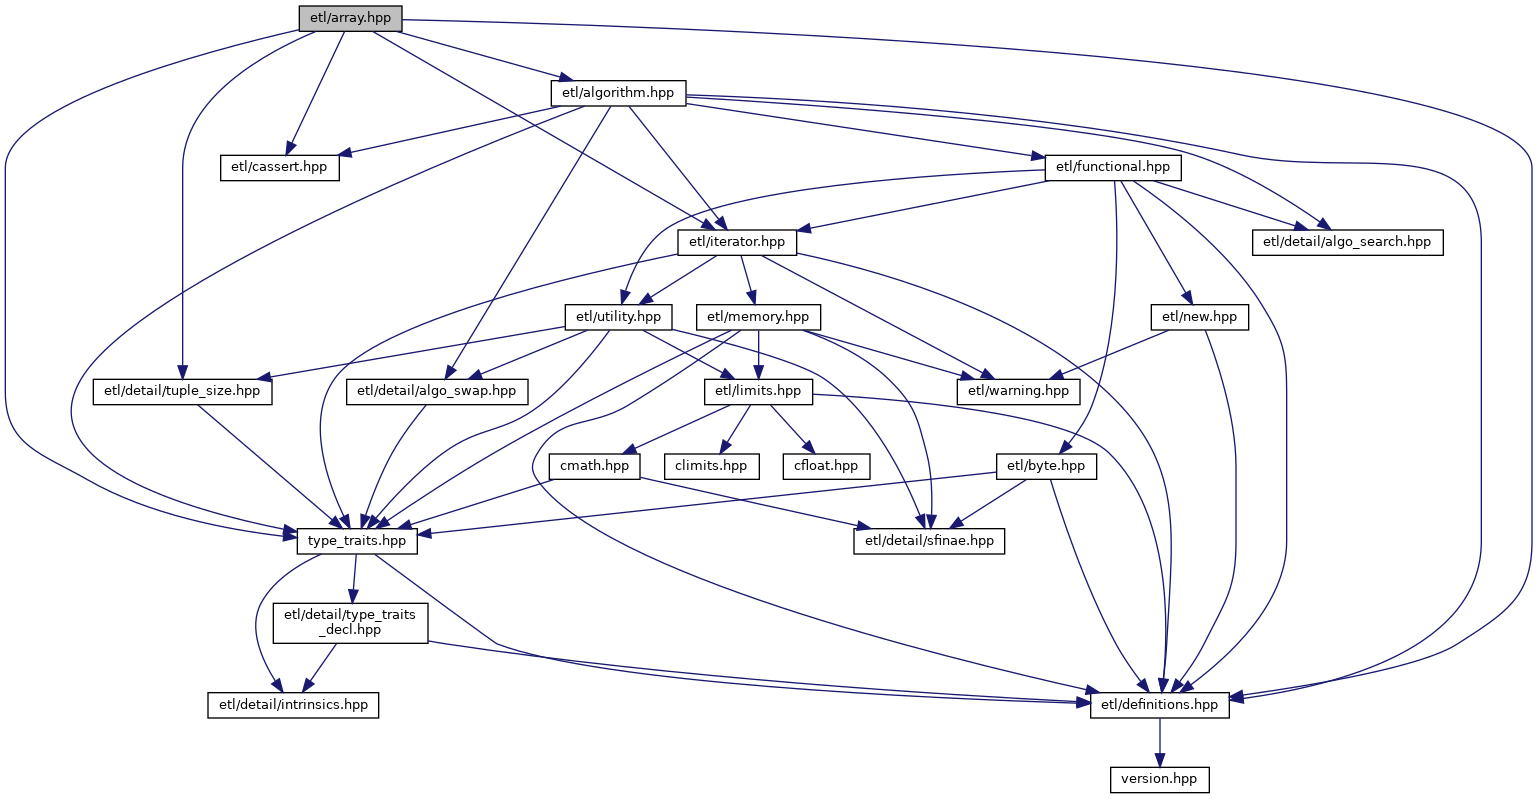 etl/array.hpp
etl/algorithm.hpp
etl/cassert.hpp
etl/functional.hpp
etl/iterator.hpp
etl/detail/algo_search.hpp
etl/utility.hpp
etl/memory.hpp
etl/new.hpp
etl/detail/tuple_size.hpp
etl/detail/algo_swap.hpp
etl/limits.hpp
etl/warning.hpp
cmath.hpp
climits.hpp
cfloat.hpp
etl/byte.hpp
type_traits.hpp
etl/detail/sfinae.hpp
etl/detail/type_traits
_decl.hpp
etl/detail/intrinsics.hpp
etl/definitions.hpp
version.hpp